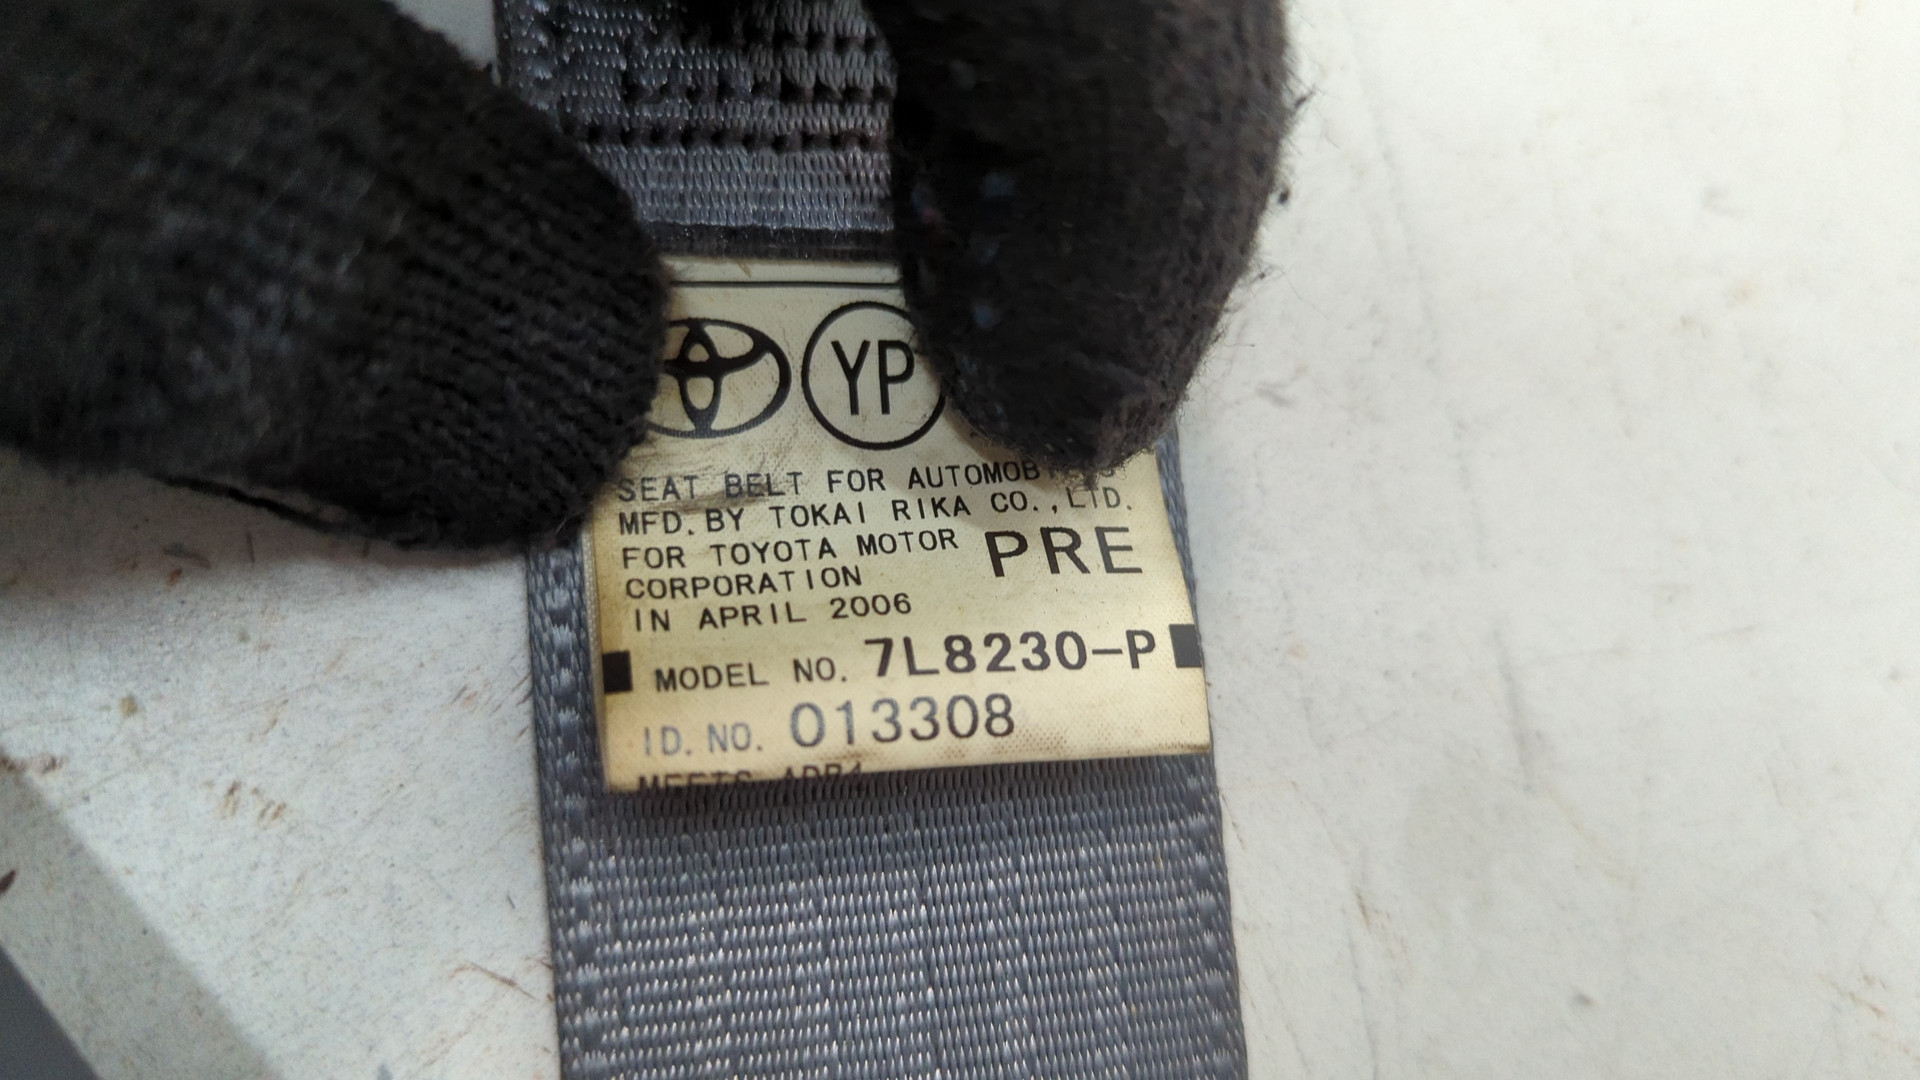 YP
SEAT BELT FOR
MFD. BY TOKAI RIKA CO., LTD.
FOR TOYOTA MOTOR PRE
CORPORATION
IN APRIL 2006
MODEL NO. 7L8230-P
ID. NO. 013308
MEETS